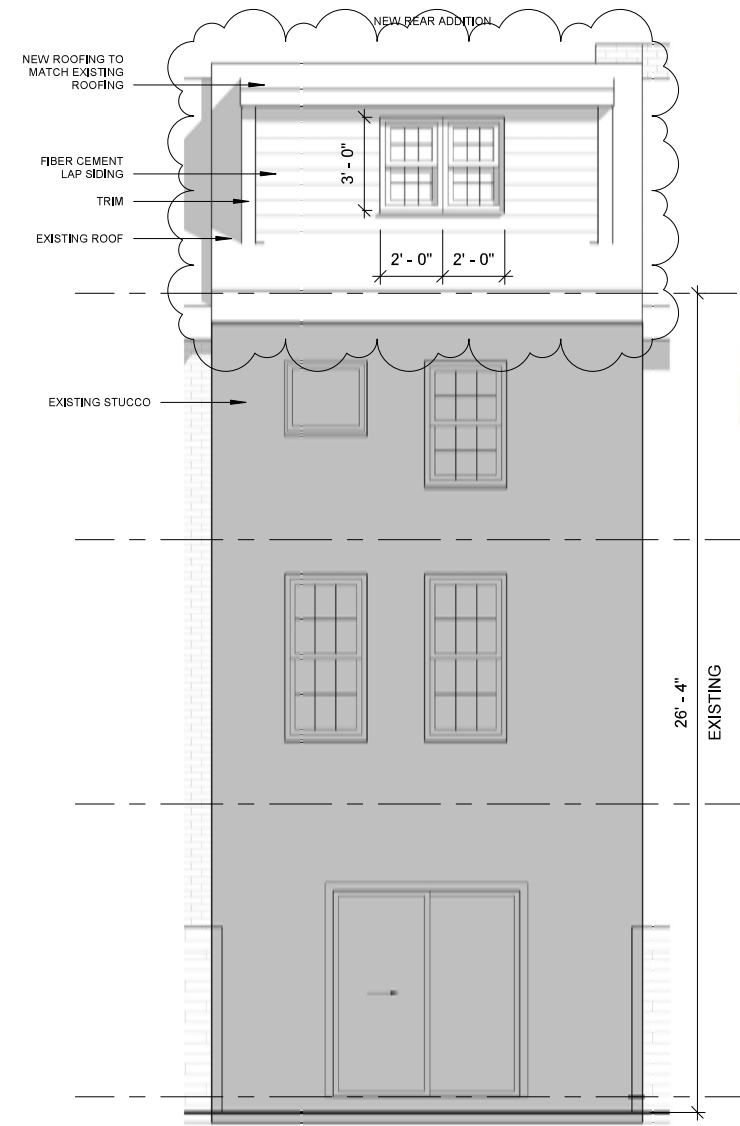 NEW REAR ADDITION
NEW ROOFING TO
MATCH EXISTING
ROOFING
FIBER CEMENT
LAP SIDING
TRIM
EXISTING ROOF
3' - 0"
2' - 0"
2' - 0"
EXISTING STUCCO
26' - 4"
EXISTING